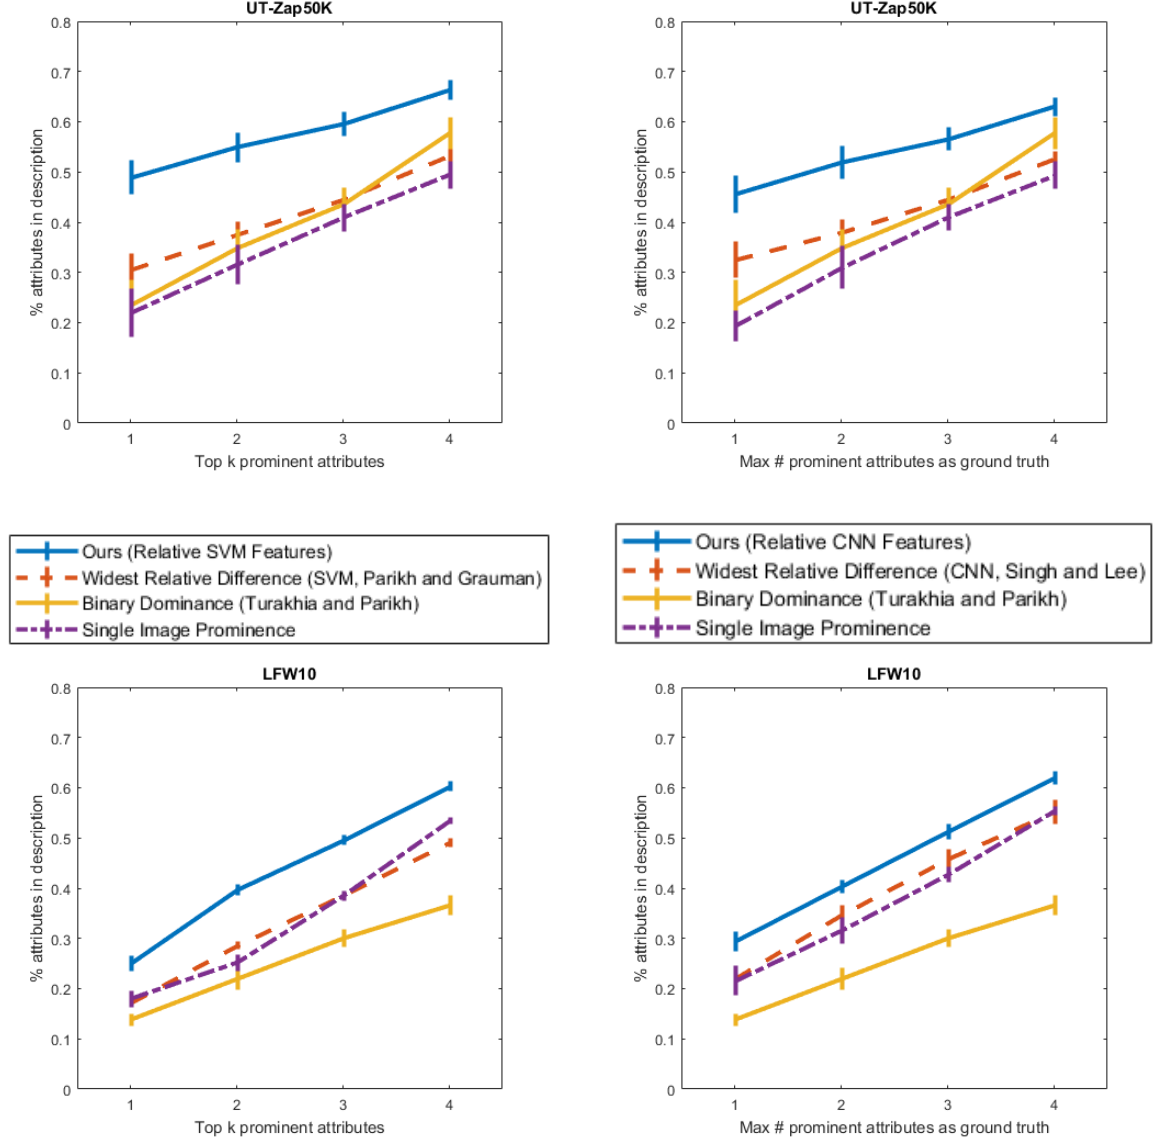 UT-Zap50K
0.8
0.7
0.6
0.5
0.4
0.3
0.2
0.1
0
% attributes in description
1 2 3 4
Top k prominent attributes
UT-Zap50K
0.8
0.7
0.6
0.5
0.4
0.3
0.2
0.1
0
% attributes in description
1 2 3 4
Max # prominent attributes as ground truth
Ours (Relative SVM Features)
Widest Relative Difference (SVM, Parikh and Grauman)
Binary Dominance (Turakhia and Parikh)
Single Image Prominence
Ours (Relative CNN Features)
Widest Relative Difference (CNN, Singh and Lee)
Binary Dominance (Turakhia and Parikh)
Single Image Prominence
LFW10
0.8
0.7
0.6
0.5
0.4
0.3
0.2
0.1
0
% attributes in description
1 2 3 4
Top k prominent attributes
LFW10
0.8
0.7
0.6
0.5
0.4
0.3
0.2
0.1
0
% attributes in description
1 2 3 4
Max # prominent attributes as ground truth